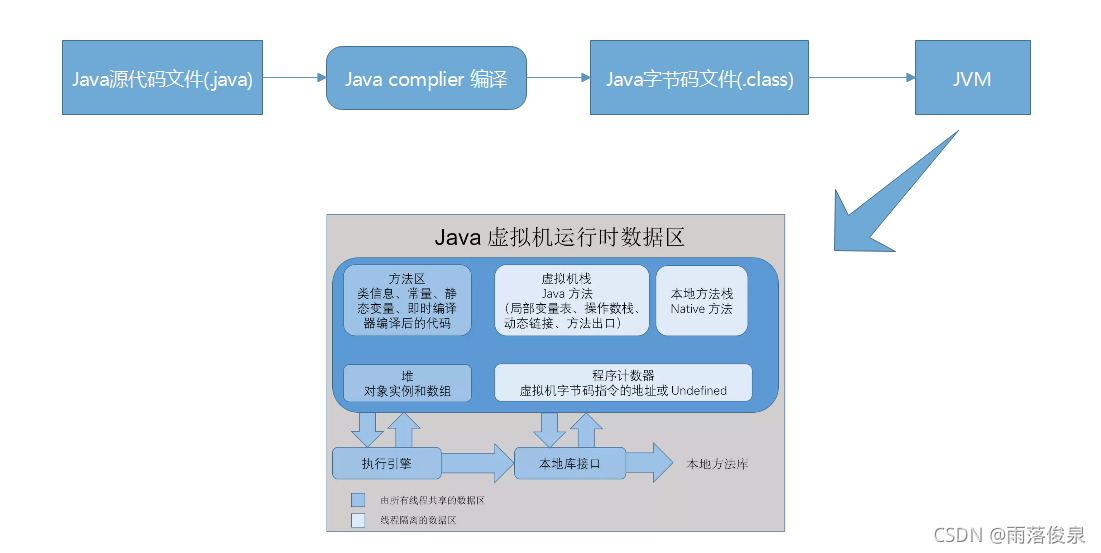 Java源代码文件(.java)
Java complier 编译
Java字节码文件(.class)
JVM
Java 虚拟机运行时数据区
方法区
类信息、常量、静
态变量、即时编译
器编译后的代码
虚拟机栈
Java 方法
（局部变量表、操作数栈、
动态链接、方法出口）
本地方法栈
Native 方法
堆
对象实例和数组
程序计数器
虚拟机字节码指令的地址或 Undefined
执行引擎
本地库接口
本地方法库
由所有线程共享的数据区
线程隔离的数据区
CSDN @雨落俊泉